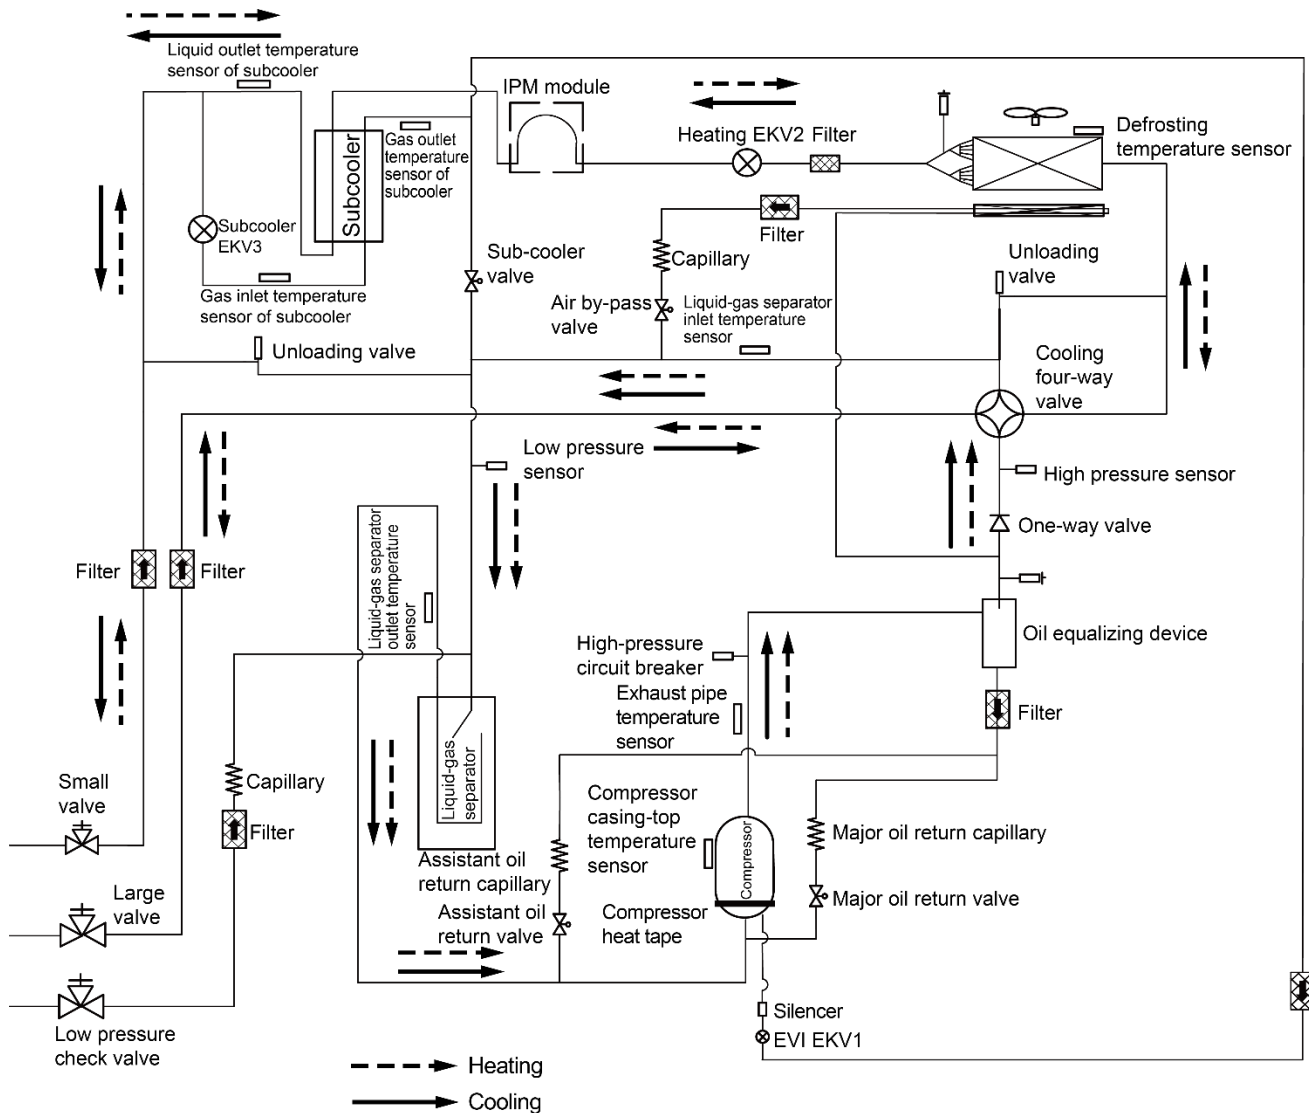 Liquid outlet temperature
sensor of subcooler
IPM module
Heating EKV2
Filter
Defrosting
temperature sensor
Subcooler
Gas outlet
temperature
sensor of
subcooler
Subcooler
EKV3
Filter
Sub-cooler
valve
Capillary
Unloading
valve
Gas inlet temperature
sensor of subcooler
Air by-pass
valve
Liquid-gas separator
inlet temperature
sensor
Unloading valve
Cooling
four-way
valve
Low pressure
sensor
High pressure sensor
One-way valve
Filter
Filter
Liquid-gas separator
outlet temperature
sensor
Oil equalizing device
High-pressure
circuit breaker
Exhaust pipe
temperature
sensor
Filter
Liquid-gas
separator
Small
valve
Capillary
Filter
Compressor
casing-top
temperature
sensor
Compressor
Major oil return capillary
Assistant oil
return capillary
Large
valve
Assistant oil
return valve
Compressor
heat tape
Major oil return valve
Silencer
EVI EKV1
Low pressure
check valve
Heating
Cooling